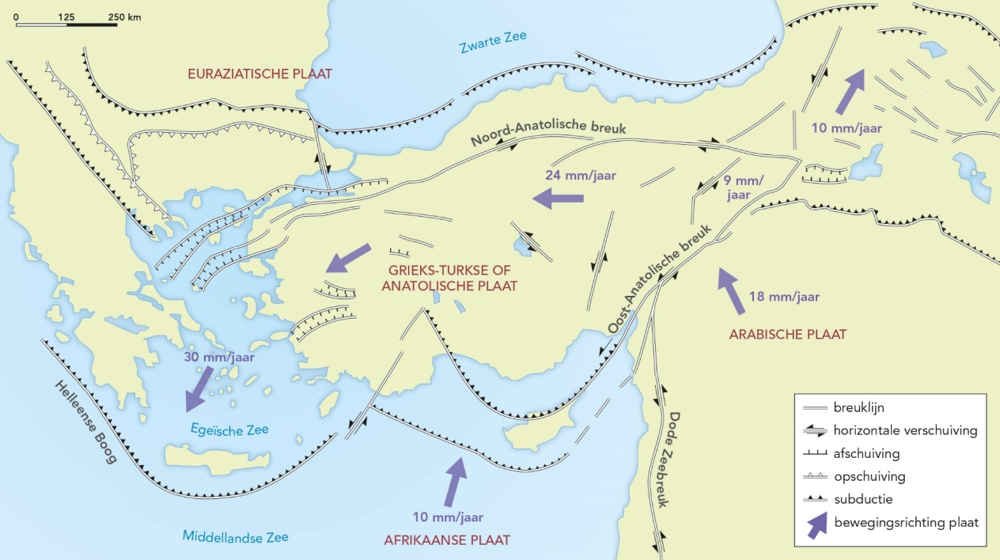 0 125 250 km
Zwarte Zee
EURAZIATISCHE PLAAT
Noord-Anatolische breuk
10 mm/jaar
24 mm/jaar
9 mm/
jaar
GRIEKS-TURKSE OF
ANATOLISCHE PLAAT
Oost-Anatolische breuk
18 mm/jaar
ARABISCHE PLAAT
30 mm/jaar
Helleense Boog
Egeïsche Zee
Dode Zeebreuk
10 mm/jaar
Middellandse Zee
AFRIKAANSE PLAAT
breuklijn
horizontale verschuiving
afschuiving
opschuiving
subductie
bewegingsrichting plaat